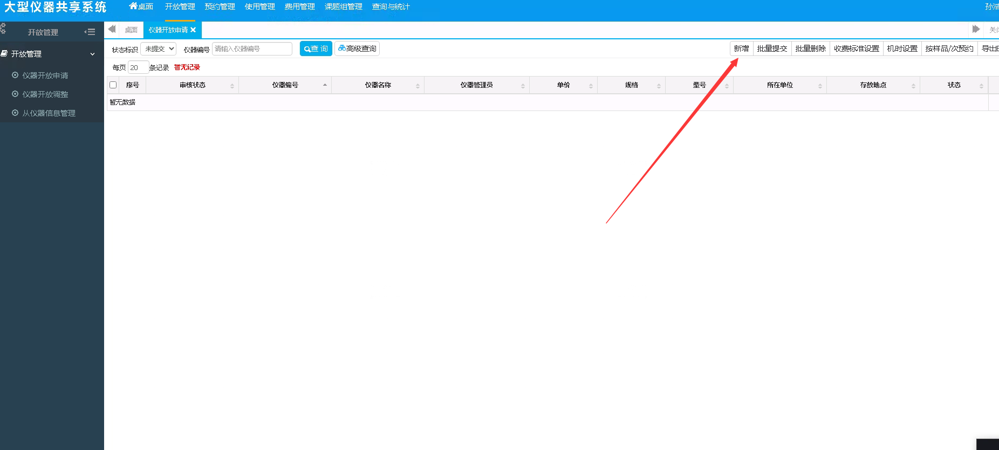 大型仪器共享系统 桌面 开放管理 预约管理 使用管理 费用管理 课题组管理 查询与统计 孙洁
开放管理 桌面 仪器开放申请
开放管理
仪器开放申请
仪器开放调整
从仪器信息管理
状态标识 未提交 仪器编号 请输入仪器编号 查 询 高级查询 新增 批量提交 批量删除 收费标准设置 机时设置 按样品/次预约 导出
每页 20 条记录 暂无记录
序号 审核状态 仪器编号 仪器名称 仪器管理员 单价 规格 型号 所在单位 存放地点 状态
暂无数据